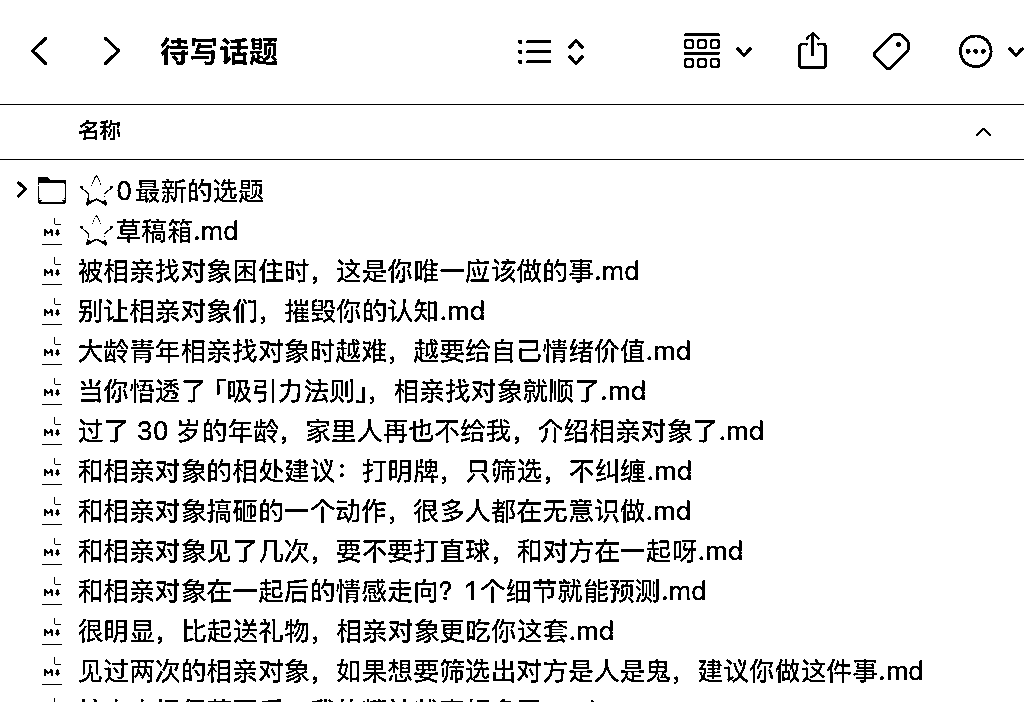 待写话题
名称
☆0最新的选题
☆草稿箱.md
被相亲找对象困住时，这是你唯一应该做的事.md
别让相亲对象们，摧毁你的认知.md
大龄青年相亲找对象时越难，越要给自己情绪价值.md
当你悟透了「吸引力法则」，相亲找对象就顺了.md
过了 30 岁的年龄，家里人再也不给我，介绍相亲对象了.md
和相亲对象的相处建议：打明牌，只筛选，不纠缠.md
和相亲对象搞砸的一个动作，很多人都在无意识做.md
和相亲对象见了几次，要不要打直球，和对方在一起呀.md
和相亲对象在一起后的情感走向？1个细节就能预测.md
很明显，比起送礼物，相亲对象更吃你这套.md
见过两次的相亲对象，如果想要筛选出对方是人是鬼，建议你做这件事.md